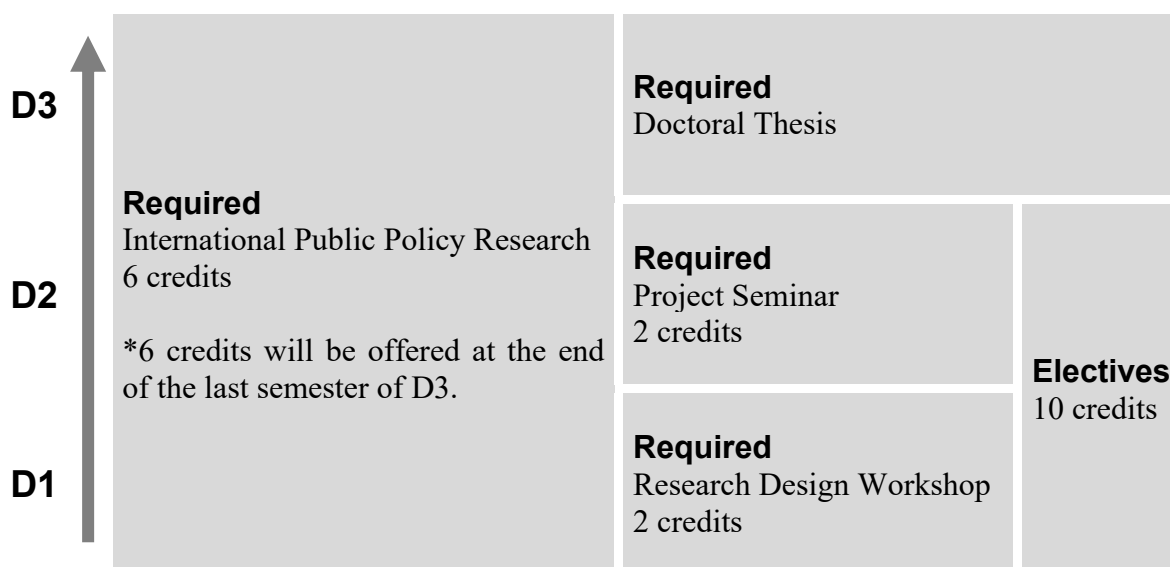 D3
D2
D1
Required
International Public Policy Research
6 credits
*6 credits will be offered at the end
of the last semester of D3.
Required
Doctoral Thesis
Required
Project Seminar
2 credits
Required
Research Design Workshop
2 credits
Electives
10 credits